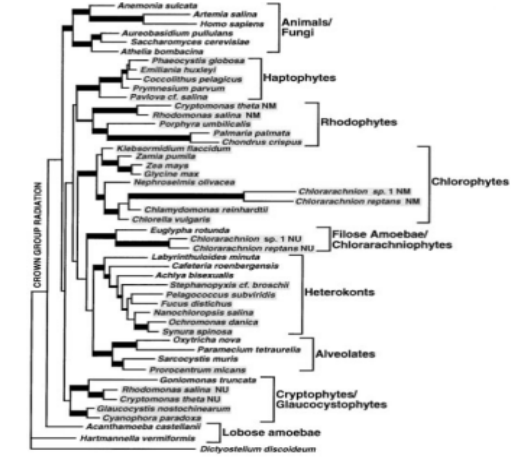 Anemonia sulcata
Artemia salina
Homo sapiens
Animals/
Fungi
Aureobasidium pullulans
Saccharomyces cerevisiae
Athelia bombacina
Phaeocystis globosa
Emiliania huxleyi
Coccolithus pelagicus
Haptophytes
Prymnesium parvum
Pavlova cf. salina
Cryptomonas theta NM
Rhodomonas salina NM
Porphyra umbilicalis
Rhodophytes
Palmaria palmata
Chondrus crispus
Klebsormidium flaccidum
Zamia pumila
Zea mays
Glycine max
Chlorophytes
Nephroselmis olivacea
Chlorarachnion sp. 1 NM
Chlorarachnion reptans NM
Chlamydomonas reinhardtii
Chlorella vulgaris
CROWN GROUP RADIATION
Euglypha rotunda
Chlorarachnion sp. 1 NU
Chlorarachnion reptans NU
Filose Amoebae/
Chlorarachniophytes
Labyrinthuloides minuta
Cafeteria roenbergensis
Achlya bisexualis
Stephanopyxis cf. broschii
Heterokonts
Pelagococcus subviridis
Fucus distichus
Nanochloropsis salina
Ochromonas danica
Synura spinosa
Oxytricha nova
Paramecium tetraurelia
Alveolates
Sarcocystis muris
Prorocentrum micans
Goniomonas truncata
Rhodomonas salina NU
Cryptomonas theta NU
Cryptophytes/
Glaucocystophytes
Glaucocystis nostochinearum
Cyanophora paradoxa
Acanthamoeba castellanii
Lobose amoebae
Hartmannella vermiformis
Dictyostelium discoideum